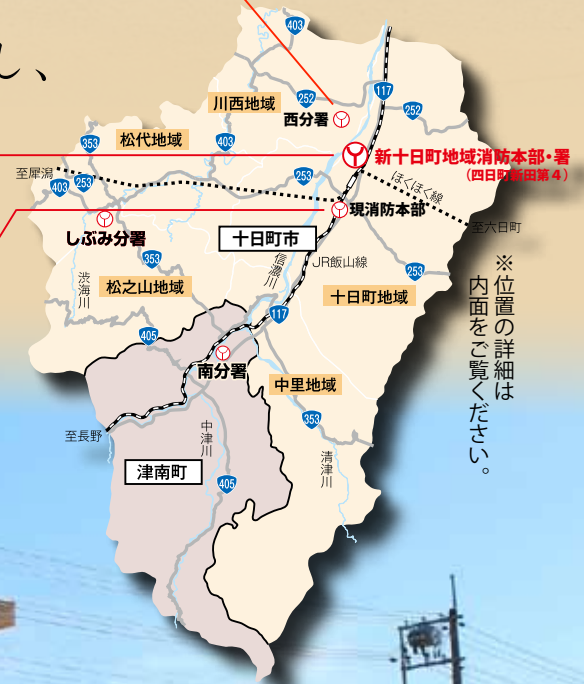 し、
403
117
252
川西地域
252
西分署
353
松代地域
403
新十日町地域消防本部・署
(四日町新田第4)
至犀潟
403
253
253
ほくほく線
現消防本部
至六日町
しぶみ分署
十日町市
信濃川
JR飯山線
353
253
渋海川
松之山地域
十日町地域
117
405
南分署
中里地域
353
至長野
中津川
清津川
津南町
405
※位置の詳細は
内面をご覧ください。